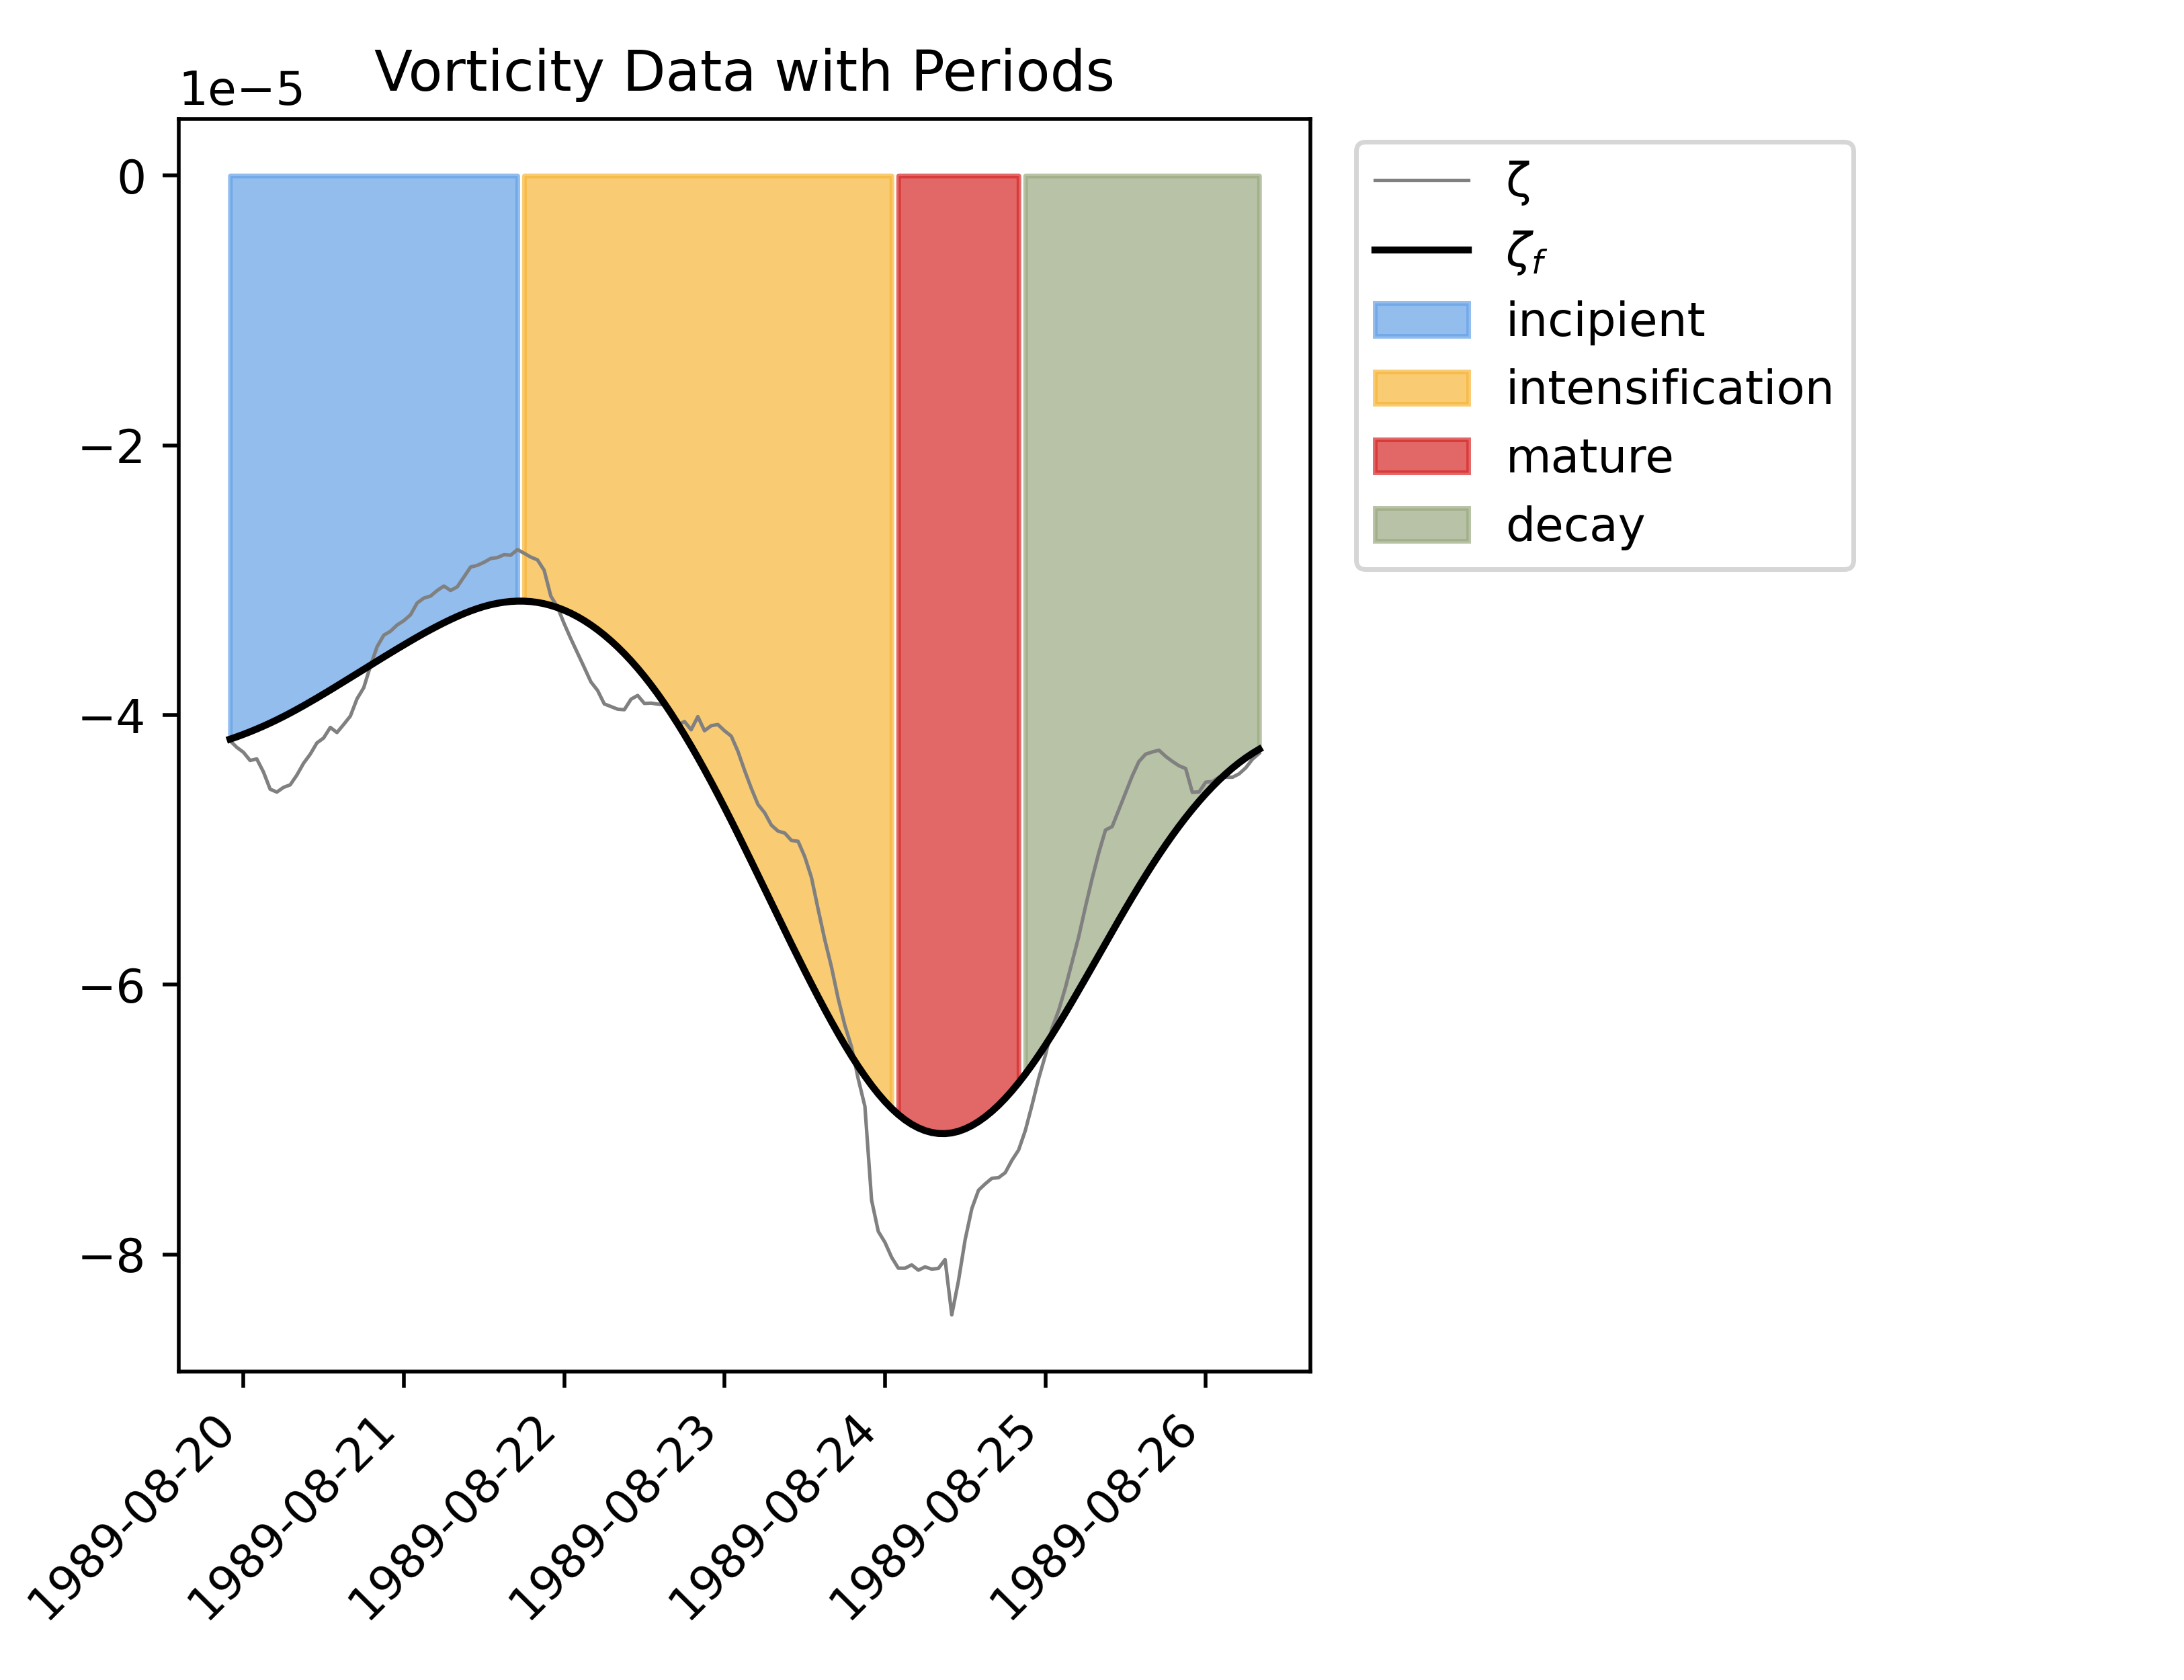 Vorticity Data with Periods
1e−5
0
−2
−4
−6
−8
1989-08-20
1989-08-21
1989-08-22
1989-08-23
1989-08-24
1989-08-25
1989-08-26
ζ
ζf
incipient
intensification
mature
decay